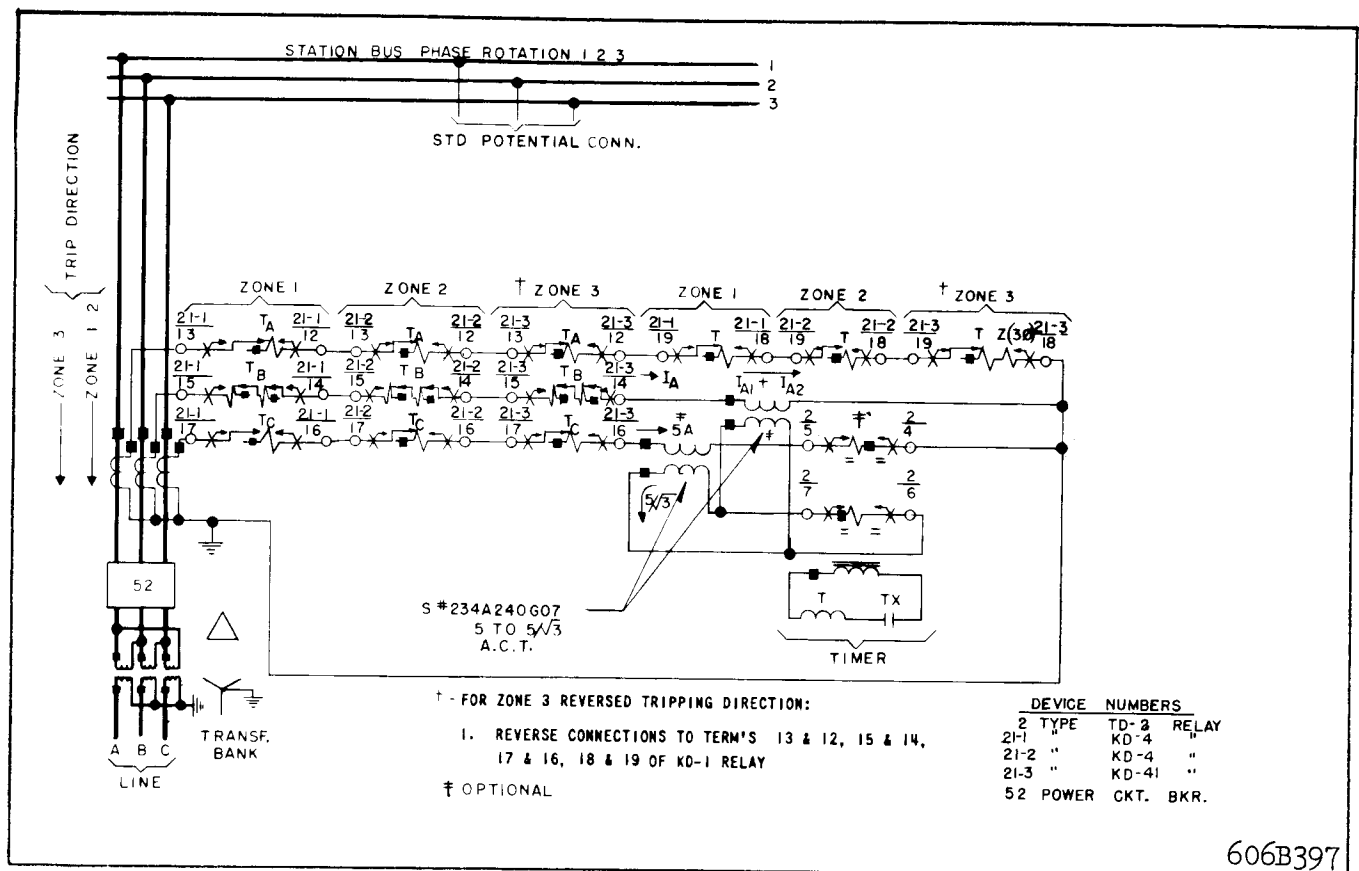 STATION BUS PHASE ROTATION 1 2 3
1
2
3
STD POTENTIAL CONN.
TRIP DIRECTION
ZONE 3
ZONE 1 2
ZONE 1
ZONE 2
† ZONE 3
ZONE 1
ZONE 2
† ZONE 3
21-1 TA 21-1 21-2 TA 21-2 21-3 TA 21-3 21-1 T 21-1 21-2 T 21-2 21-3 T Z(3Ø) 21-3
13 12 13 12 13 12 19 18 19 18 19 18
21-1 TB 21-1 21-2 TB 21-2 21-3 TB 21-3 IA IA1 + IA2
15 14 15 14 15 14
21-1 TC 21-1 21-2 TC 21-2 21-3 TC 21-3 ‡ 5A ‡ 2 ‡ 2
17 16 17 16 17 16 5 4
= =
5/√3 2 2
7 6
= =
52
S#234A240G07
5 TO 5/√3
A.C.T.
T TX
TIMER
TRANSF.
BANK
A B C
LINE
† - FOR ZONE 3 REVERSED TRIPPING DIRECTION:
1. REVERSE CONNECTIONS TO TERM'S 13 & 12, 15 & 14,
17 & 16, 18 & 19 OF KD-1 RELAY
‡ OPTIONAL
DEVICE NUMBERS
2 TYPE TD-2 RELAY
21-1 " KD-4 "
21-2 " KD-4 "
21-3 " KD-41 "
52 POWER CKT. BKR.
606B397